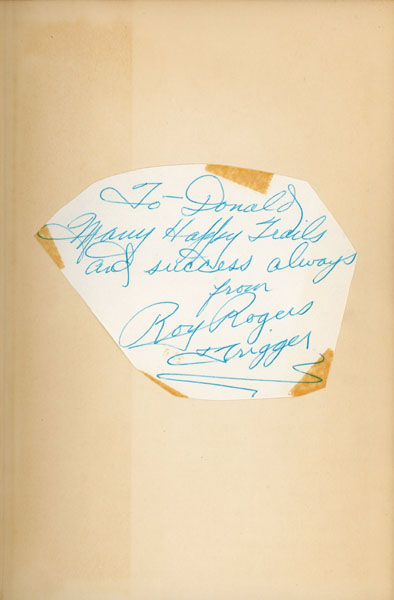 To - Donald
Many Happy Trails
and success always
from
Roy Rogers
+ Trigger